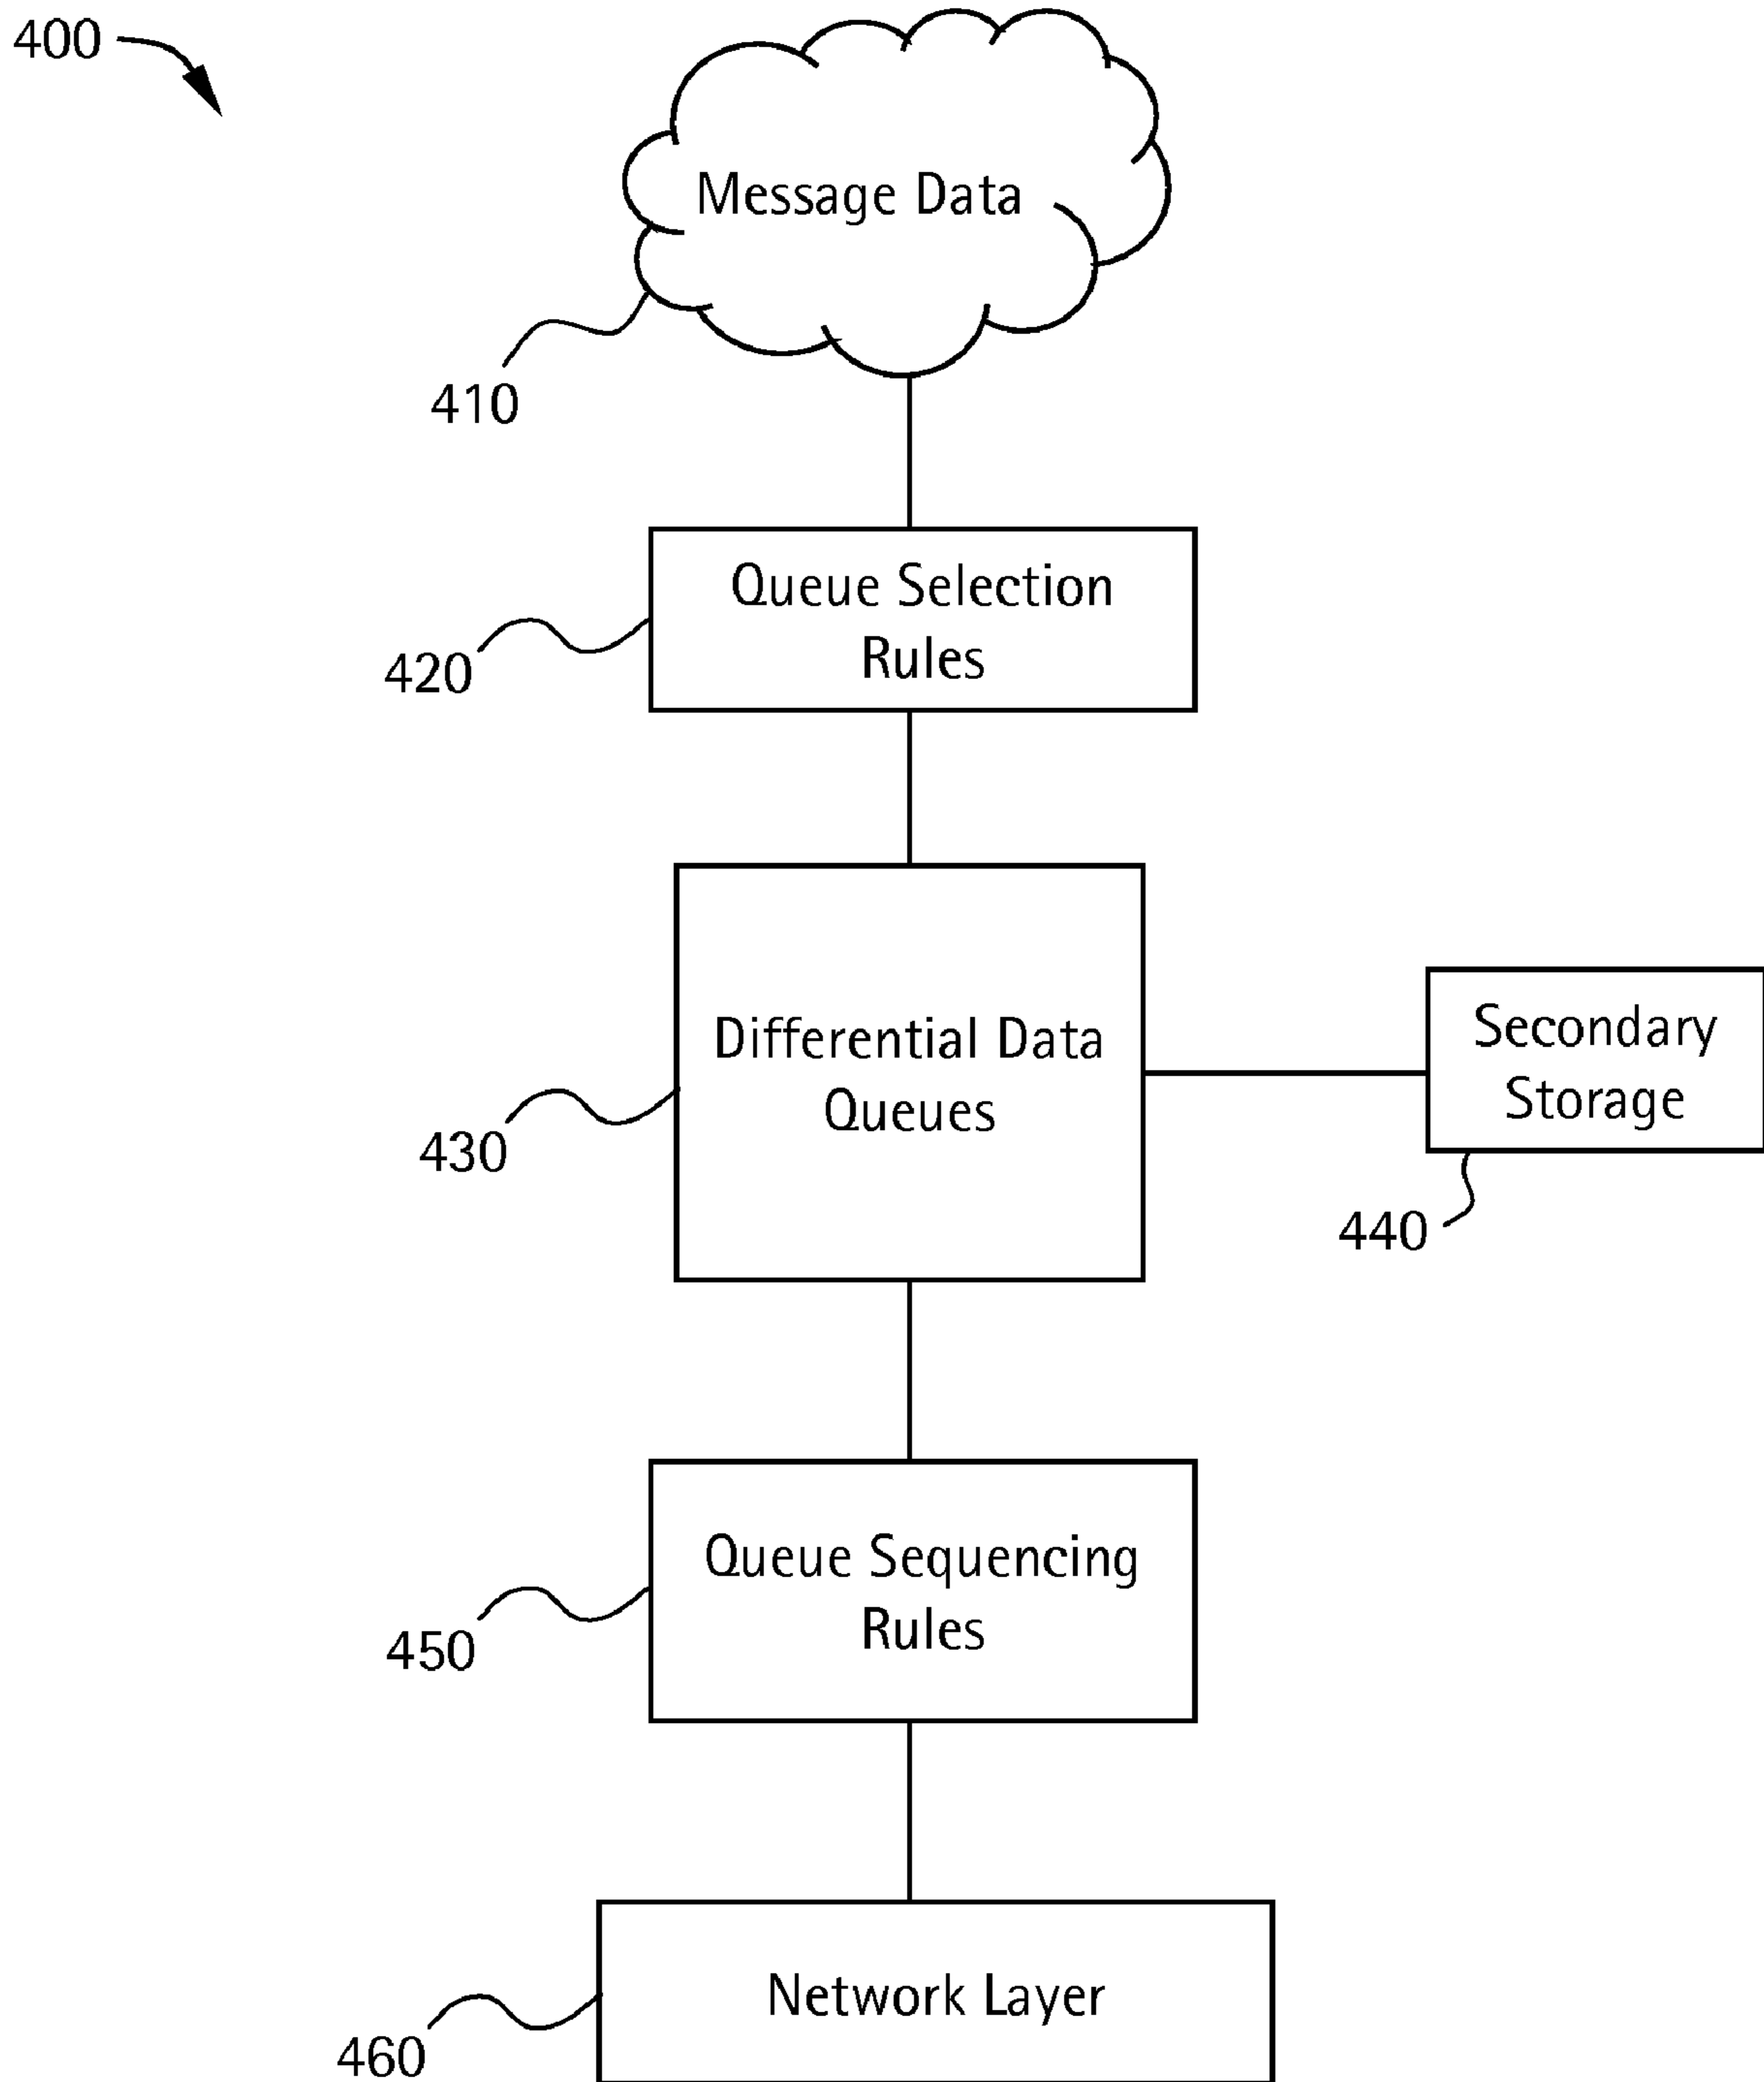 400
Message Data
410
Queue Selection
Rules
420
Differential Data
Queues
430
Secondary
Storage
440
Queue Sequencing
Rules
450
Network Layer
460